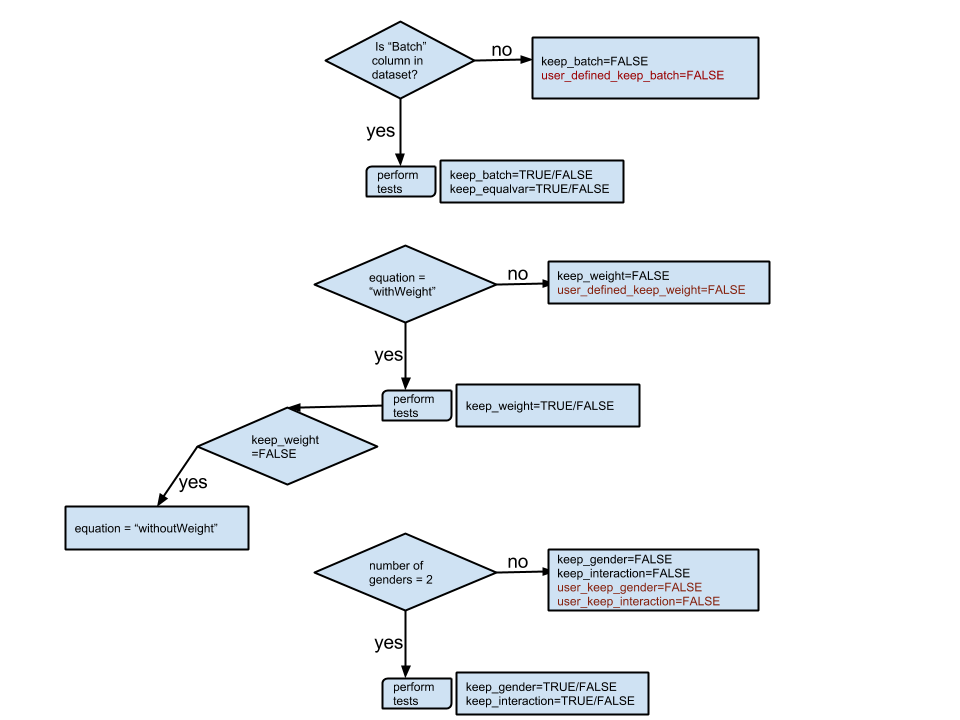 Is “Batch”
column in
dataset?
no
keep_batch=FALSE
user_defined_keep_batch=FALSE
yes
perform
tests
keep_batch=TRUE/FALSE
keep_equalvar=TRUE/FALSE
equation =
“withWeight”
no
keep_weight=FALSE
user_defined_keep_weight=FALSE
yes
perform
tests
keep_weight=TRUE/FALSE
keep_weight
=FALSE
yes
equation = “withoutWeight”
number of
genders = 2
no
keep_gender=FALSE
keep_interaction=FALSE
user_keep_gender=FALSE
user_keep_interaction=FALSE
yes
perform
tests
keep_gender=TRUE/FALSE
keep_interaction=TRUE/FALSE